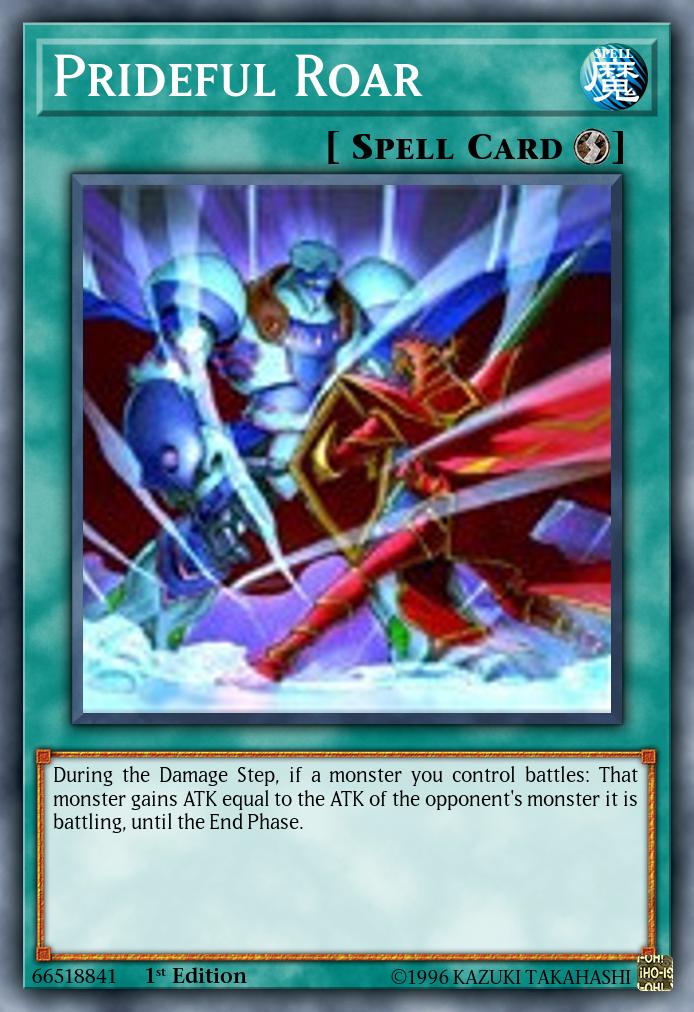 PRIDEFUL ROAR
SPELL
魔
[ SPELL CARD ]
During the Damage Step, if a monster you control battles: That
monster gains ATK equal to the ATK of the opponent's monster it is
battling, until the End Phase.
66518841 1st Edition ©1996 KAZUKI TAKAHASHI